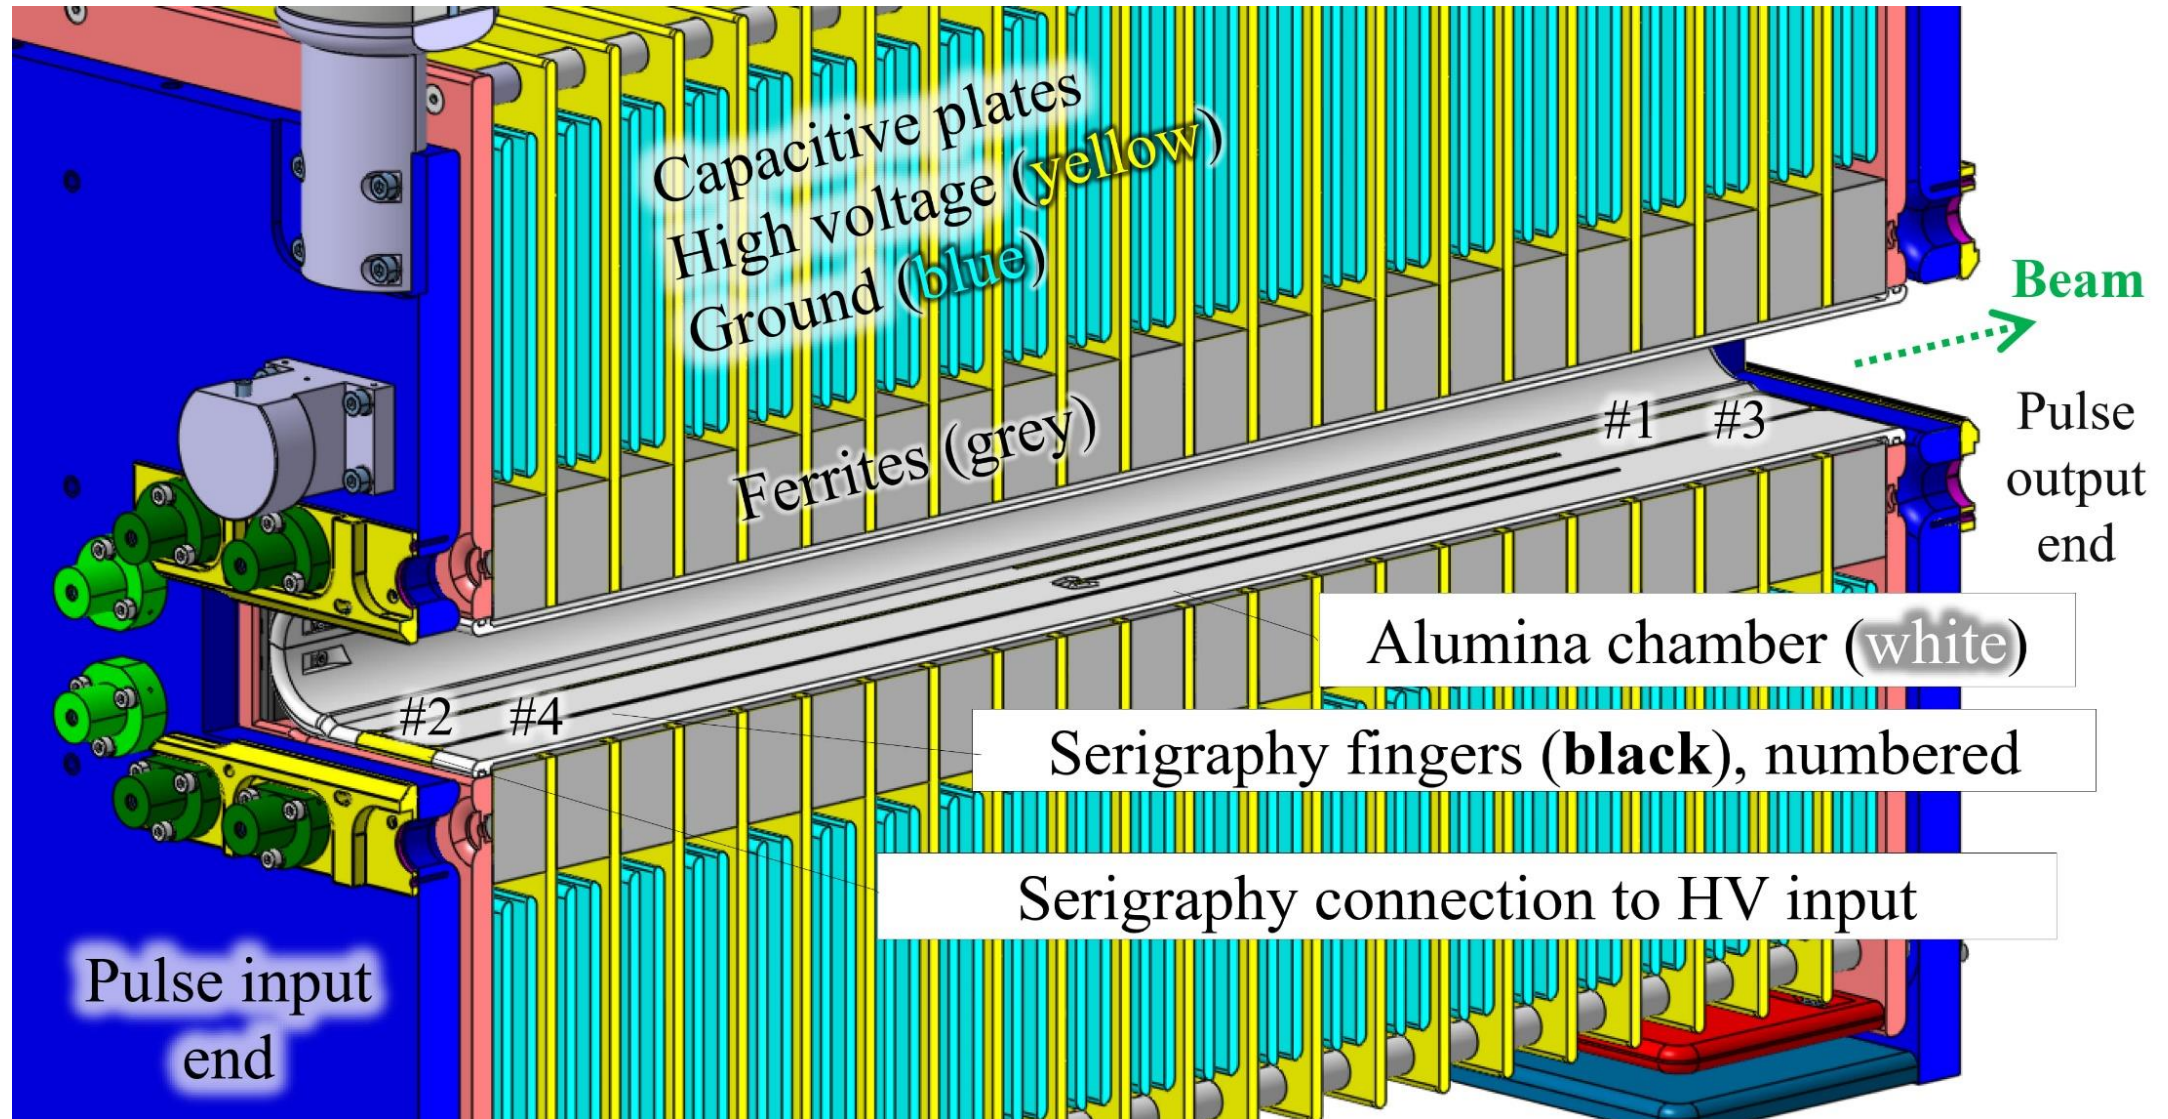 Capacitive plates
High voltage (yellow)
Ground (blue)
Beam
Pulse
output
end
Ferrites (grey)
#1 #3
Alumina chamber (white)
#2 #4
Serigraphy fingers (black), numbered
Serigraphy connection to HV input
Pulse input
end